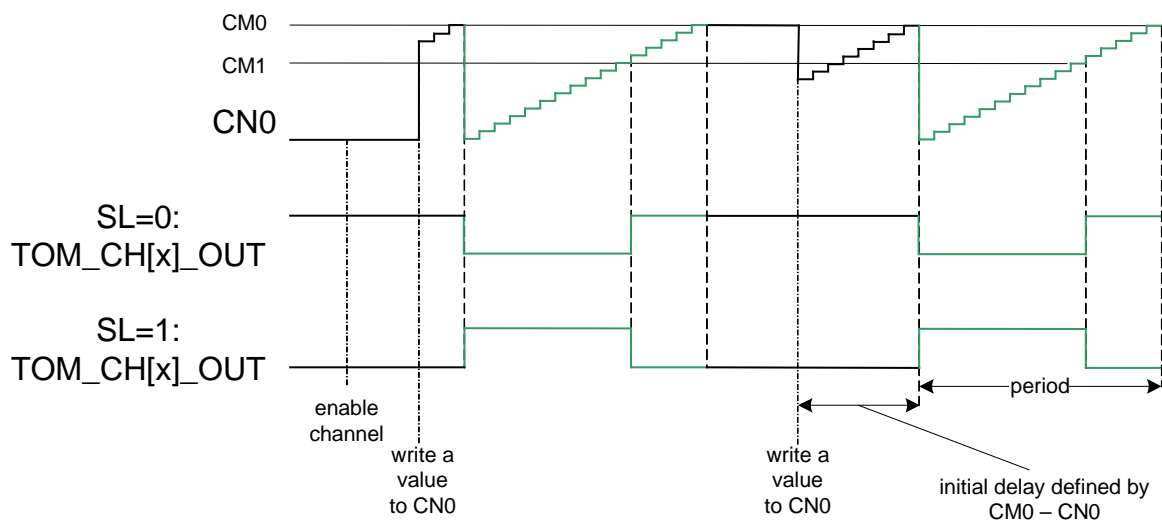 CM0
CM1
CN0
SL=0:
TOM_CH[x]_OUT
SL=1:
TOM_CH[x]_OUT
period
enable
channel
write a
value
to CN0
write a
value
to CN0
initial delay defined by
CM0 – CN0